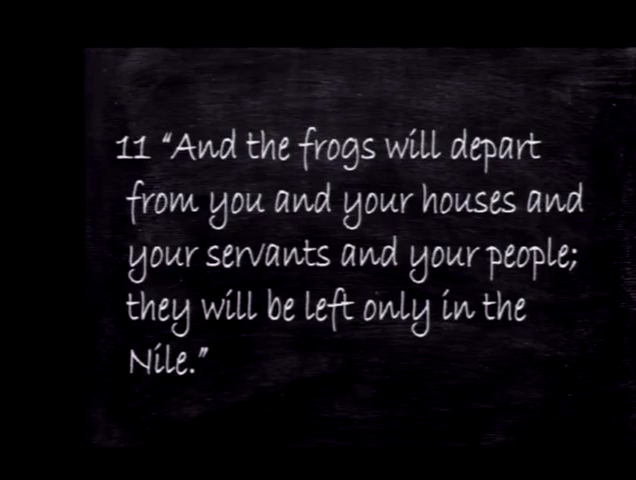 11 “And the frogs will depart
from you and your houses and
your servants and your people;
they will be left only in the
Nile.”